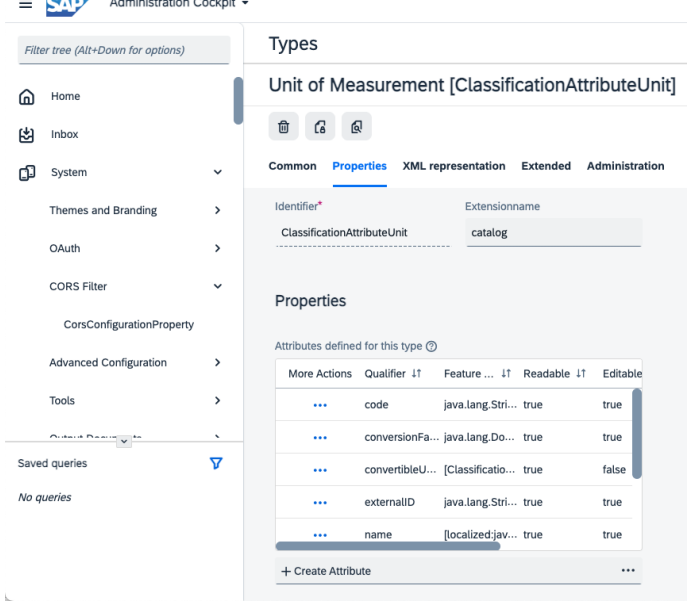 SAP Administration Cockpit
Filter tree (Alt+Down for options)
Home
Inbox
System
Themes and Branding
OAuth
CORS Filter
CorsConfigurationProperty
Advanced Configuration
Tools
Output Documents
Saved queries
No queries
Types
Unit of Measurement [ClassificationAttributeUnit]
Common Properties XML representation Extended Administration
Identifier* Extensionname
ClassificationAttributeUnit catalog
Properties
Attributes defined for this type
More Actions Qualifier Feature ... Readable Editable
... code java.lang.Stri... true true
... conversionFa... java.lang.Do... true true
... convertibleU... [Classificatio... true false
... externalID java.lang.Stri... true true
... name [localized:jav... true true
+ Create Attribute ...